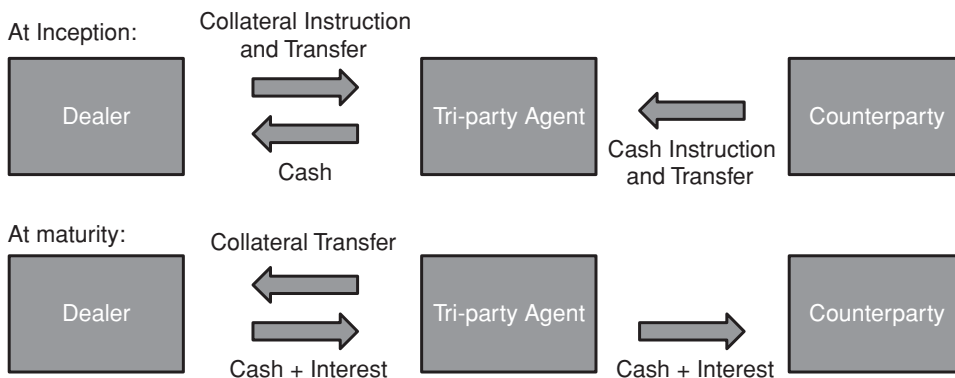 At Inception:
Collateral Instruction
and Transfer
Dealer
Tri-party Agent
Counterparty
Cash
Cash Instruction
and Transfer
At maturity:
Collateral Transfer
Dealer
Tri-party Agent
Counterparty
Cash + Interest
Cash + Interest